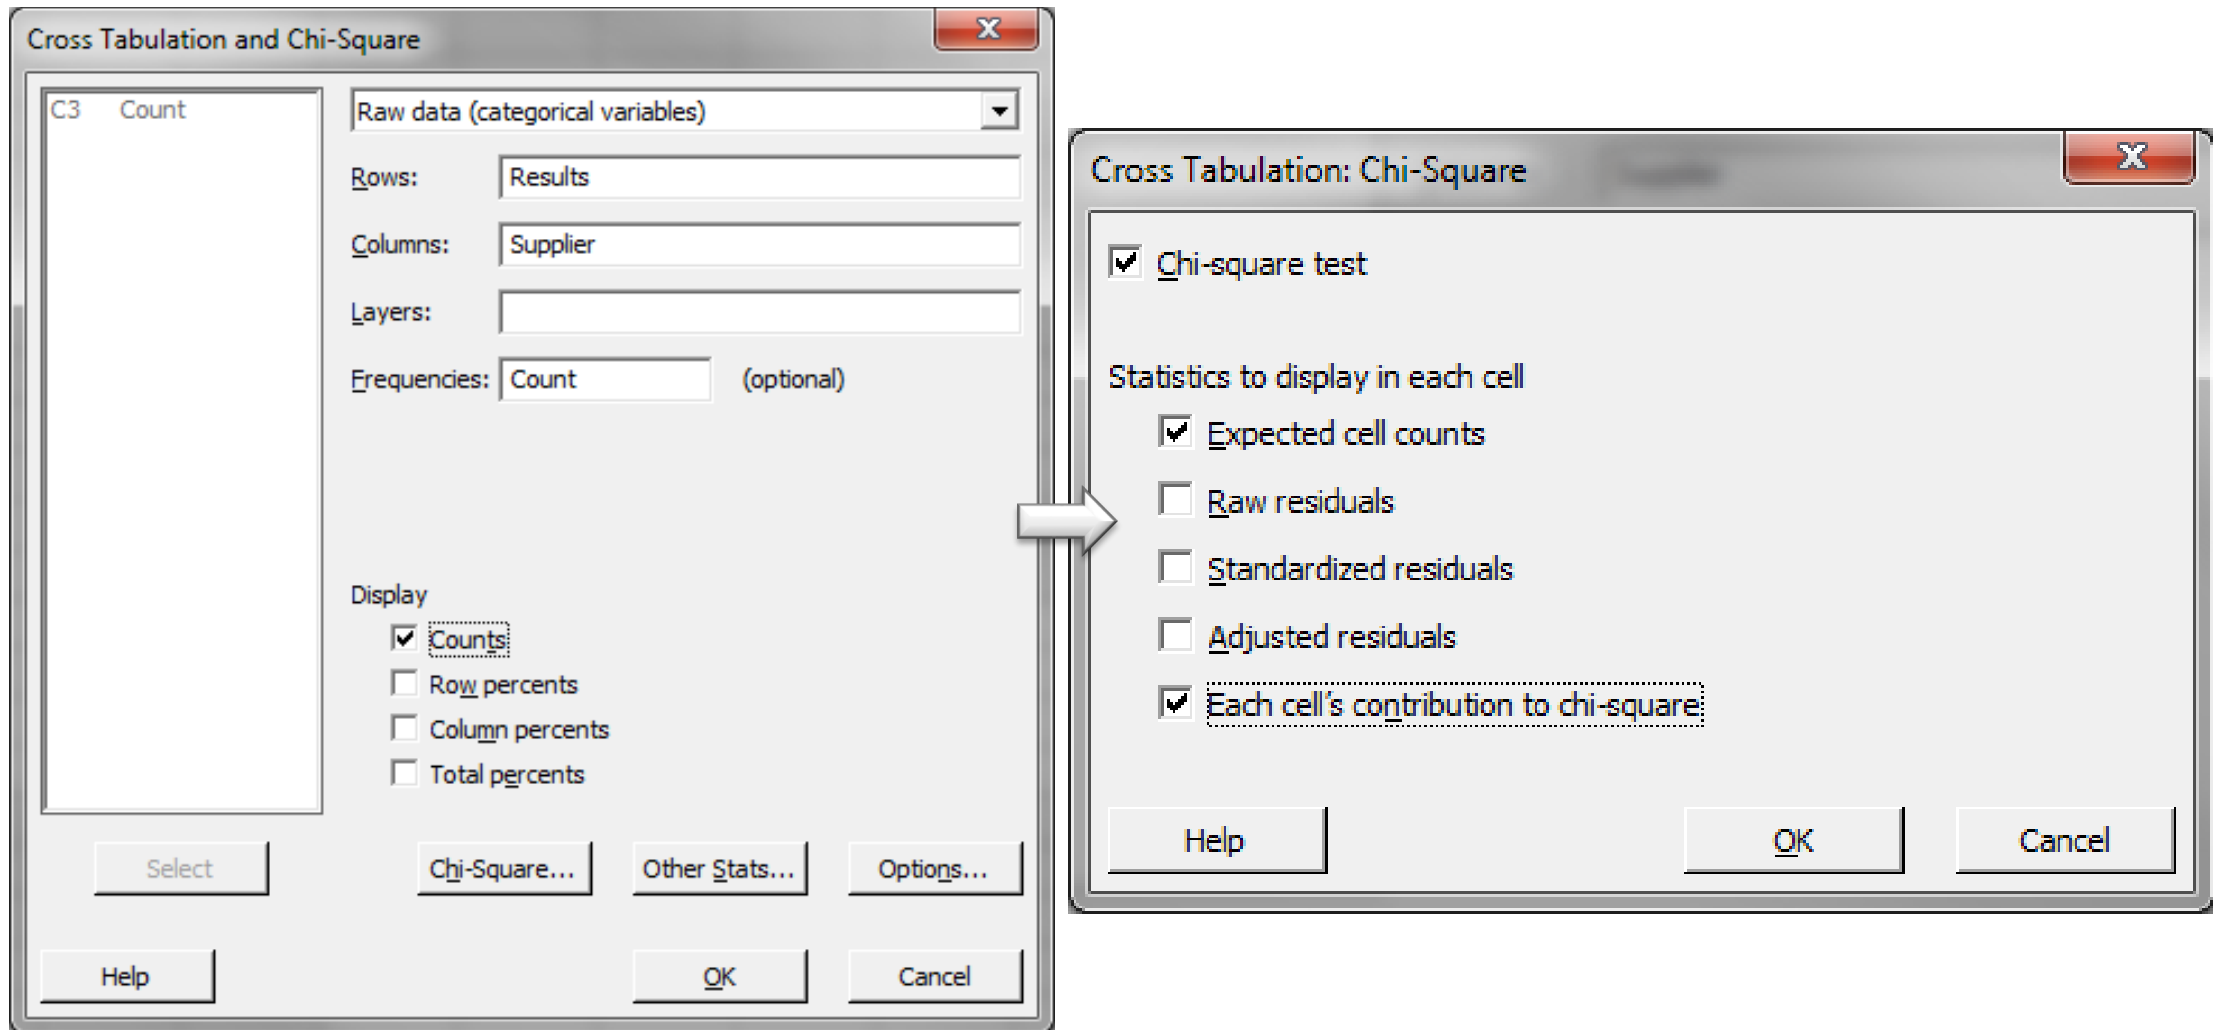 Cross Tabulation and Chi-Square
C3 Count
Raw data (categorical variables)
Rows: Results
Columns: Supplier
Layers:
Frequencies: Count (optional)
Display
Counts
Row percents
Column percents
Total percents
Select Chi-Square... Other Stats... Options...
Help OK Cancel
Cross Tabulation: Chi-Square
Chi-square test
Statistics to display in each cell
Expected cell counts
Raw residuals
Standardized residuals
Adjusted residuals
Each cell's contribution to chi-square
Help OK Cancel